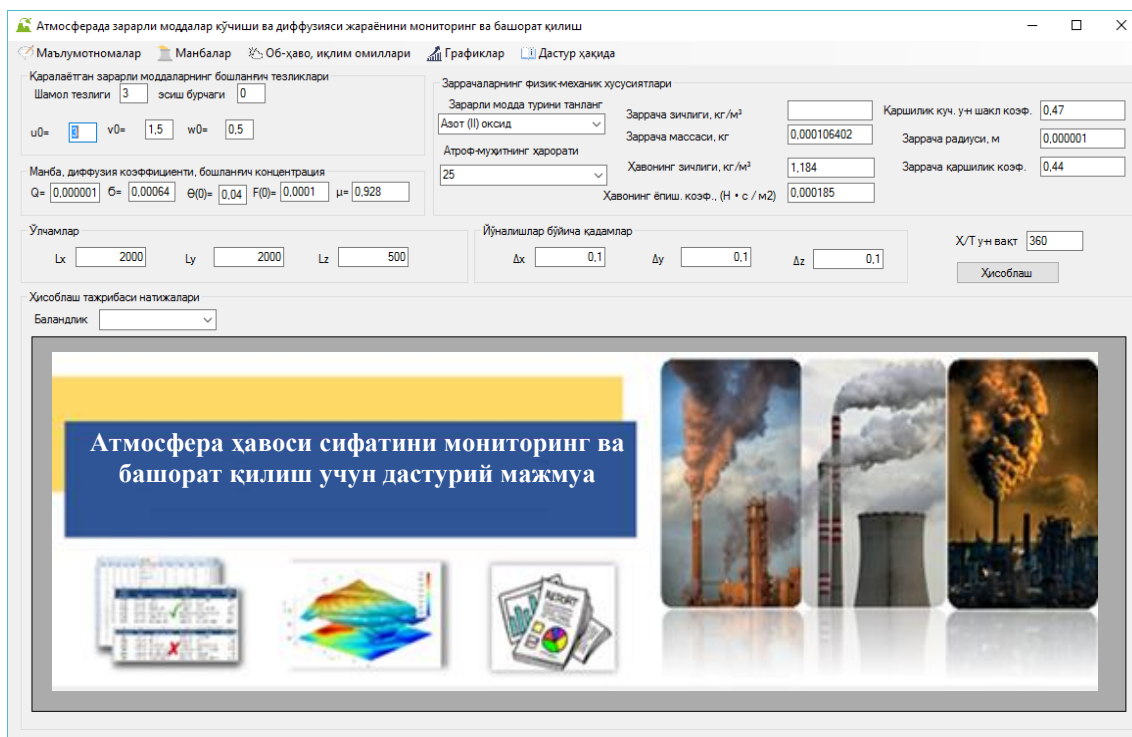 Атмосферада зарарли моддалар кўчиши ва диффузияси жараёнини мониторинг ва башорат қилиш
Маълумотномалар Манбалар Об-ҳаво, иқлим омиллари Графиклар Дастур ҳақида
Қаралаётган зарарли моддаларнинг бошланғич тезликлари
Шамол тезлиги 3 эсиш бурчаги 0
u0= 3 v0= 1,5 w0= 0,5
Заррачаларнинг физик-механик хусусиятлари
Зарарли модда турини танланг
Азот (II) оксид
Атроф-муҳитнинг ҳарорати
25
Заррача зичлиги, кг/м³
Заррача массаси, кг 0,000106402
Ҳавонинг зичлиги, кг/м³ 1,184
Ҳавонинг ёпиш. коэф., (Н • с / м2) 0,000185
Қаршилик куч. у-н шакл коэф. 0,47
Заррача радиуси, м 0,000001
Заррача қаршилик коэф. 0,44
Манба, диффузия коэффициенти, бошланғич концентрация
Q= 0,000001 б= 0,00064 Θ(0)= 0,04 F(0)= 0,0001 μ= 0,928
Ўлчамлар
Lx 2000 Ly 2000 Lz 500
Йўналишлар бўйича қадамлар
Δx 0,1 Δy 0,1 Δz 0,1
Х/Т у-н вақт 360
Ҳисоблаш
Ҳисоблаш тажрибаси натижалари
Баландлик
Атмосфера ҳавоси сифатини мониторинг ва
башорат қилиш учун дастурий мажмуа
REPORT